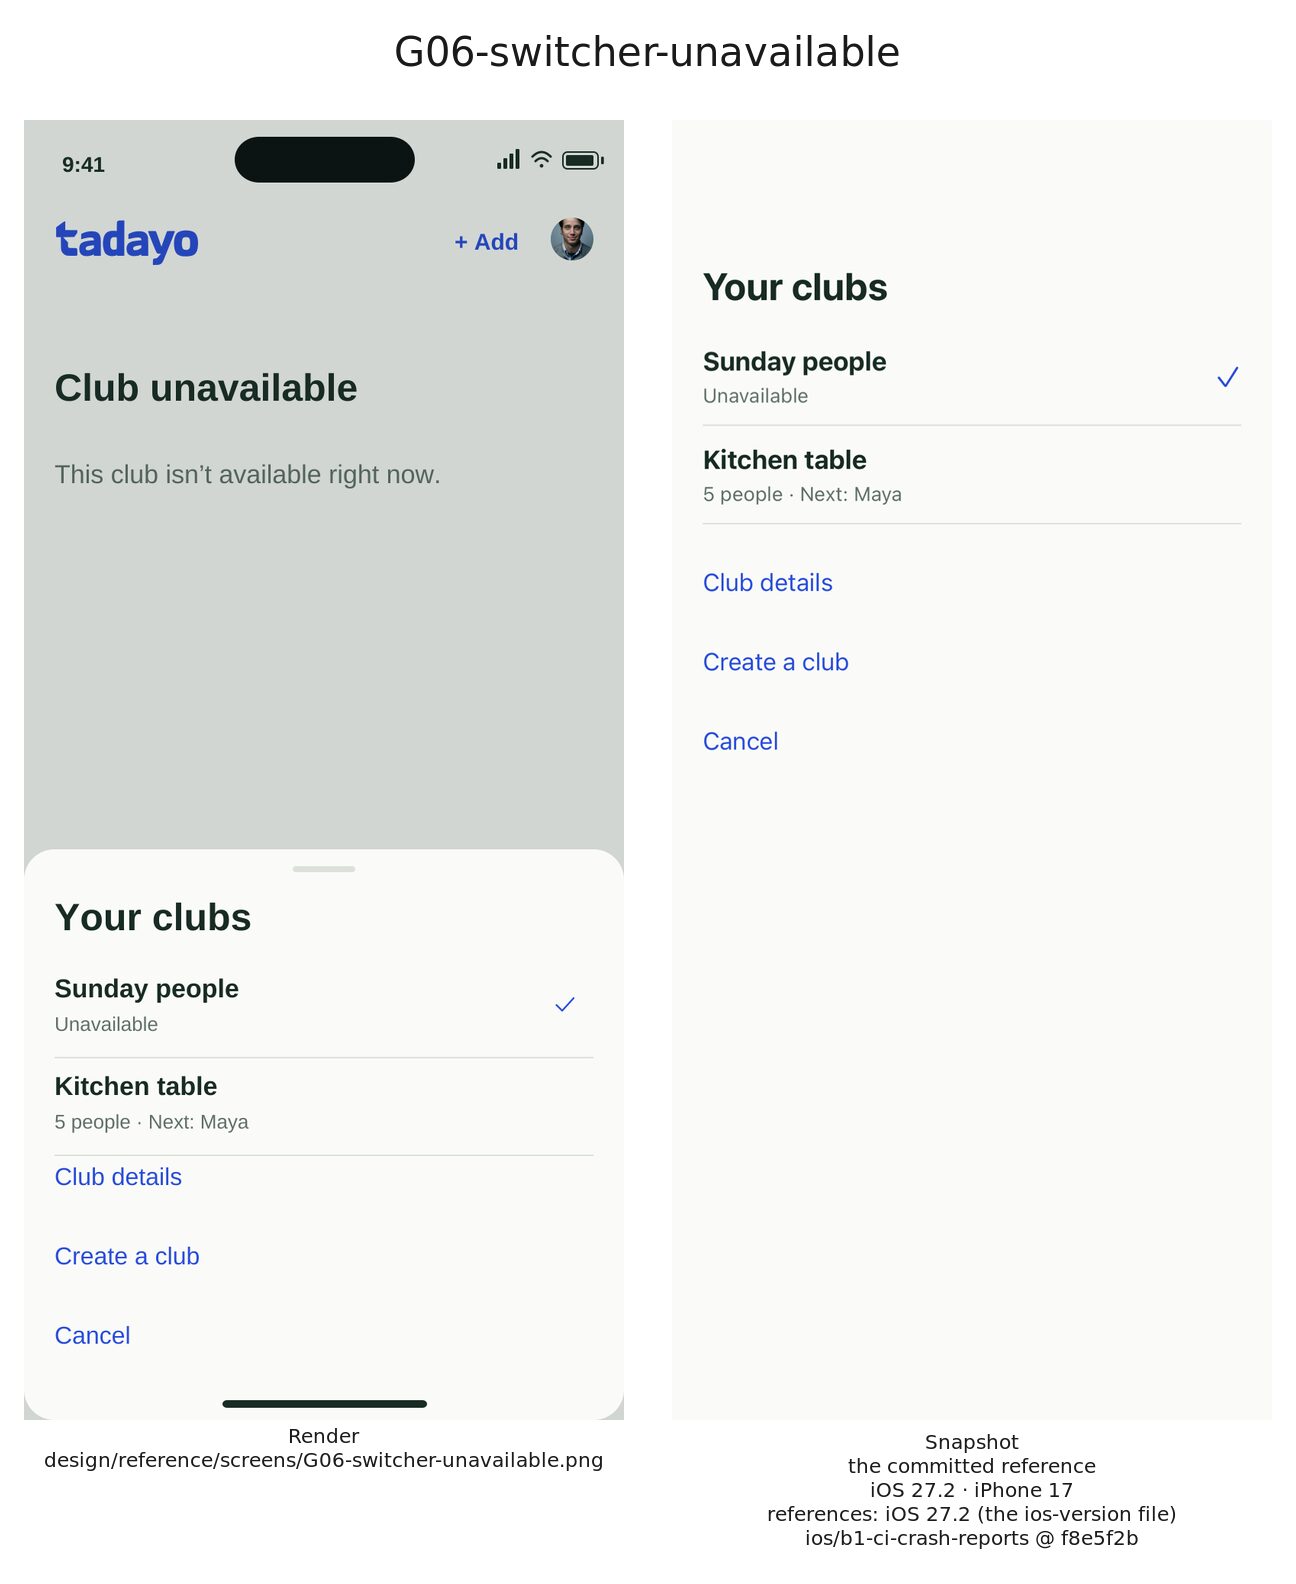 G06-switcher-unavailable
9:41
tadayo
+ Add
Club unavailable
This club isn’t available right now.
Your clubs
Sunday people
Unavailable
Kitchen table
5 people · Next: Maya
Club details
Create a club
Cancel
Render
design/reference/screens/G06-switcher-unavailable.png
Your clubs
Sunday people
Unavailable
Kitchen table
5 people · Next: Maya
Club details
Create a club
Cancel
Snapshot
the committed reference
iOS 27.2 · iPhone 17
references: iOS 27.2 (the ios-version file)
ios/b1-ci-crash-reports @ f8e5f2b